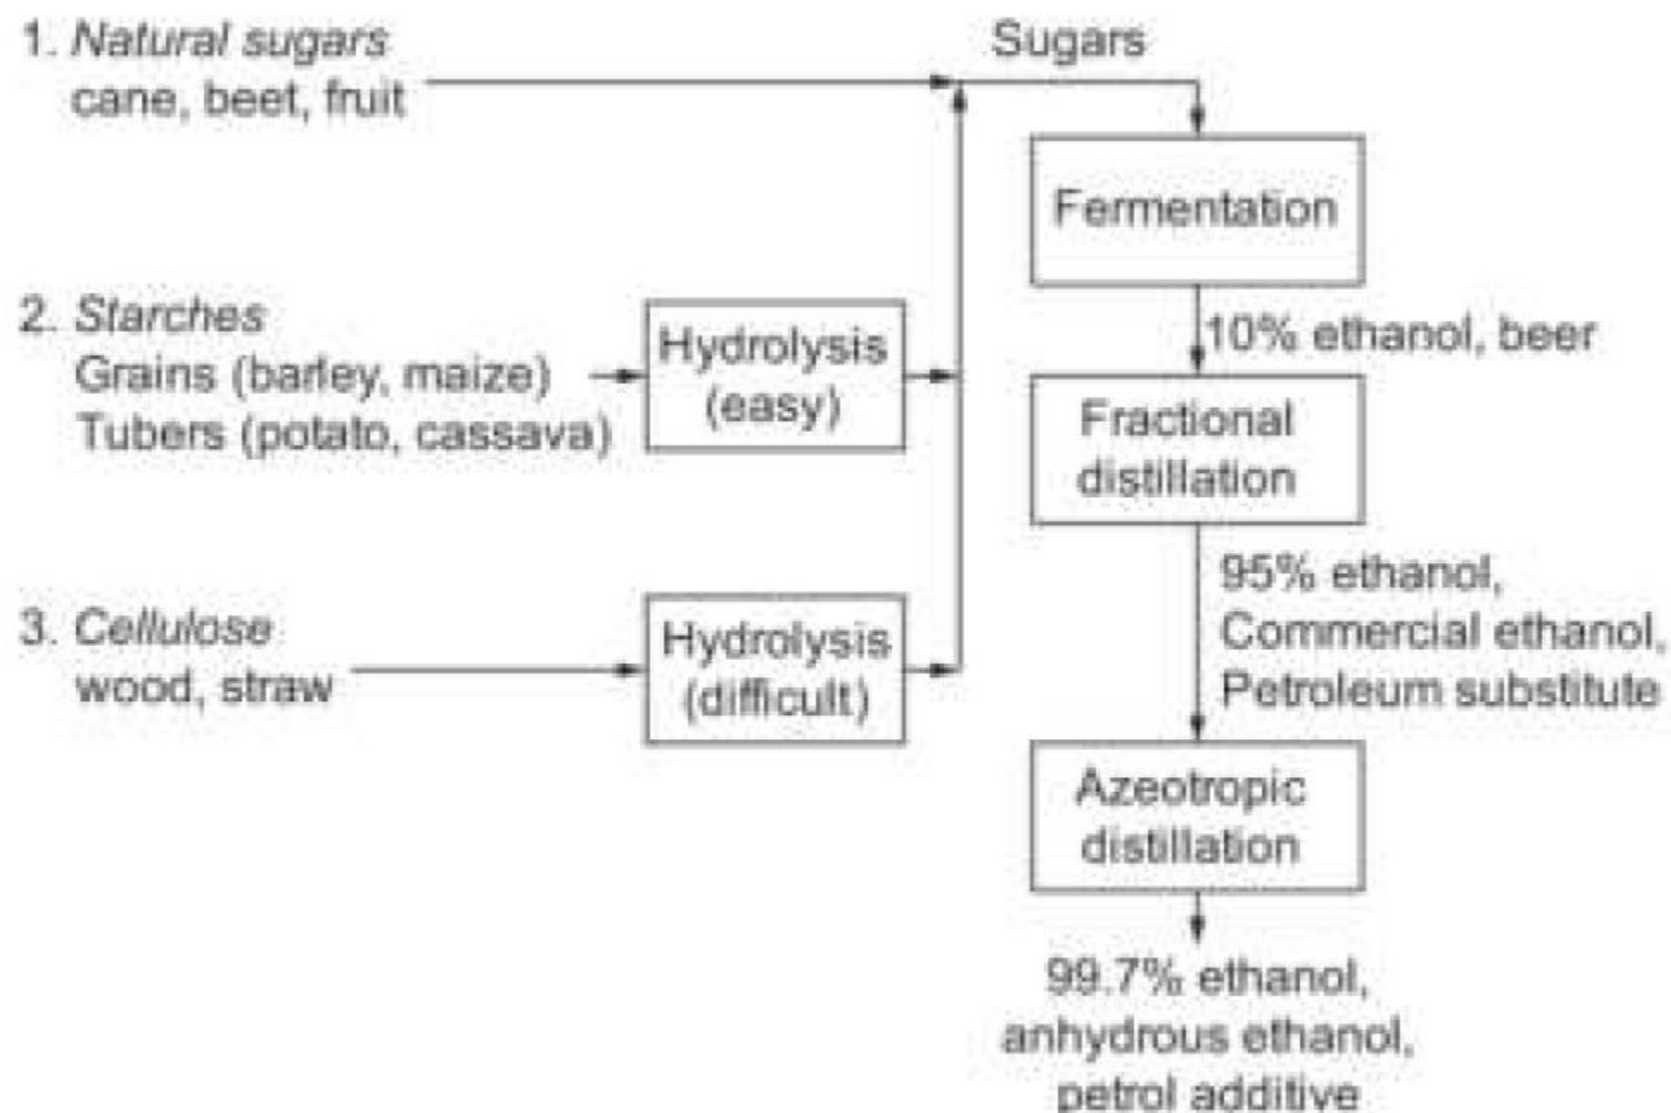 1. Natural sugars
cane, beet, fruit
Sugars
Fermentation
10% ethanol, beer
2. Starches
Grains (barley, maize)
Tubers (potato, cassava)
Hydrolysis
(easy)
Fractional
distillation
95% ethanol,
Commercial ethanol,
Petroleum substitute
3. Cellulose
wood, straw
Hydrolysis
(difficult)
Azeotropic
distillation
99.7% ethanol,
anhydrous ethanol,
petrol additive